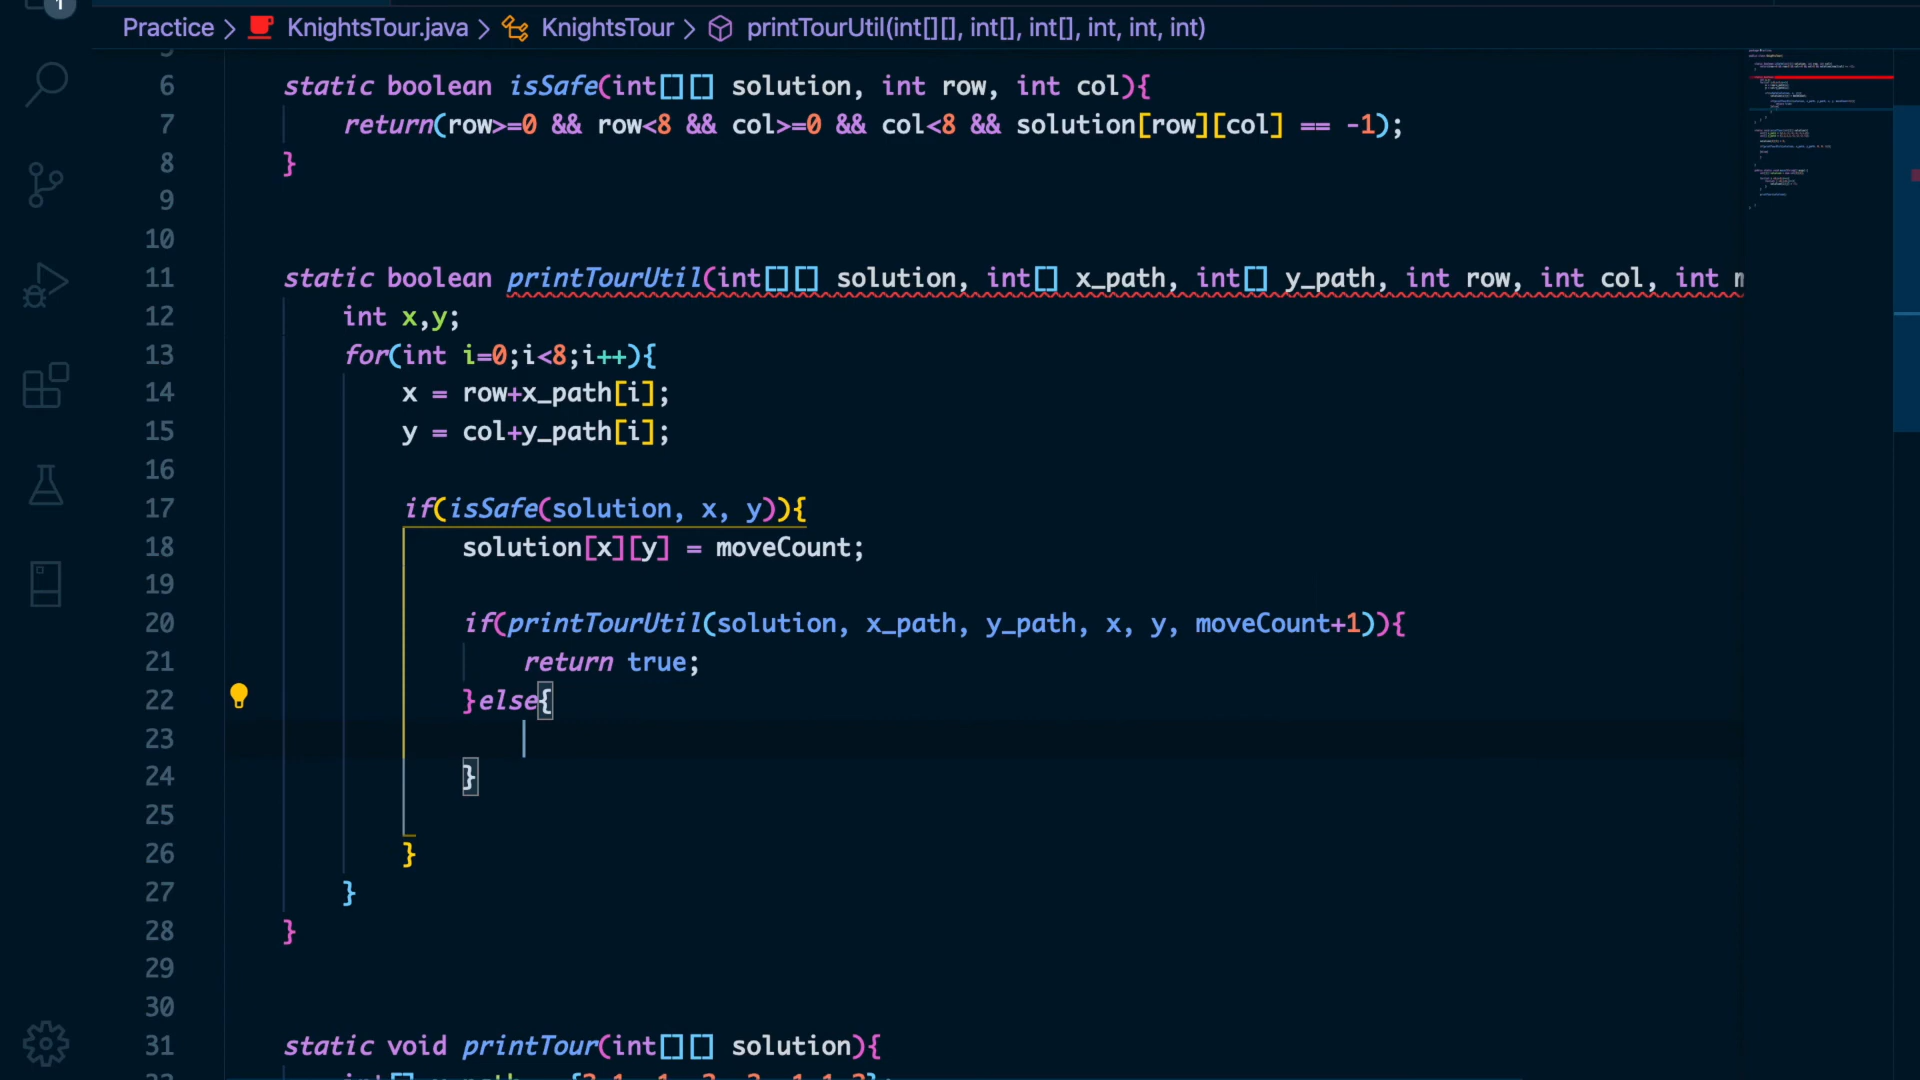 1
Practice > KnightsTour.java > KnightsTour > printTourUtil(int[][], int[], int[], int, int, int)
6 static boolean isSafe(int[][] solution, int row, int col){
7 return(row>=0 && row<8 && col>=0 && col<8 && solution[row][col] == -1);
8 }
9
10
11 static boolean printTourUtil(int[][] solution, int[] x_path, int[] y_path, int row, int col, int m
12 int x,y;
13 for(int i=0;i<8;i++){
14 x = row+x_path[i];
15 y = col+y_path[i];
16
17 if(isSafe(solution, x, y)){
18 solution[x][y] = moveCount;
19
20 if(printTourUtil(solution, x_path, y_path, x, y, moveCount+1)){
21 return true;
22 }else{
23
24 }
25
26 }
27 }
28 }
29
30
31 static void printTour(int[][] solution){